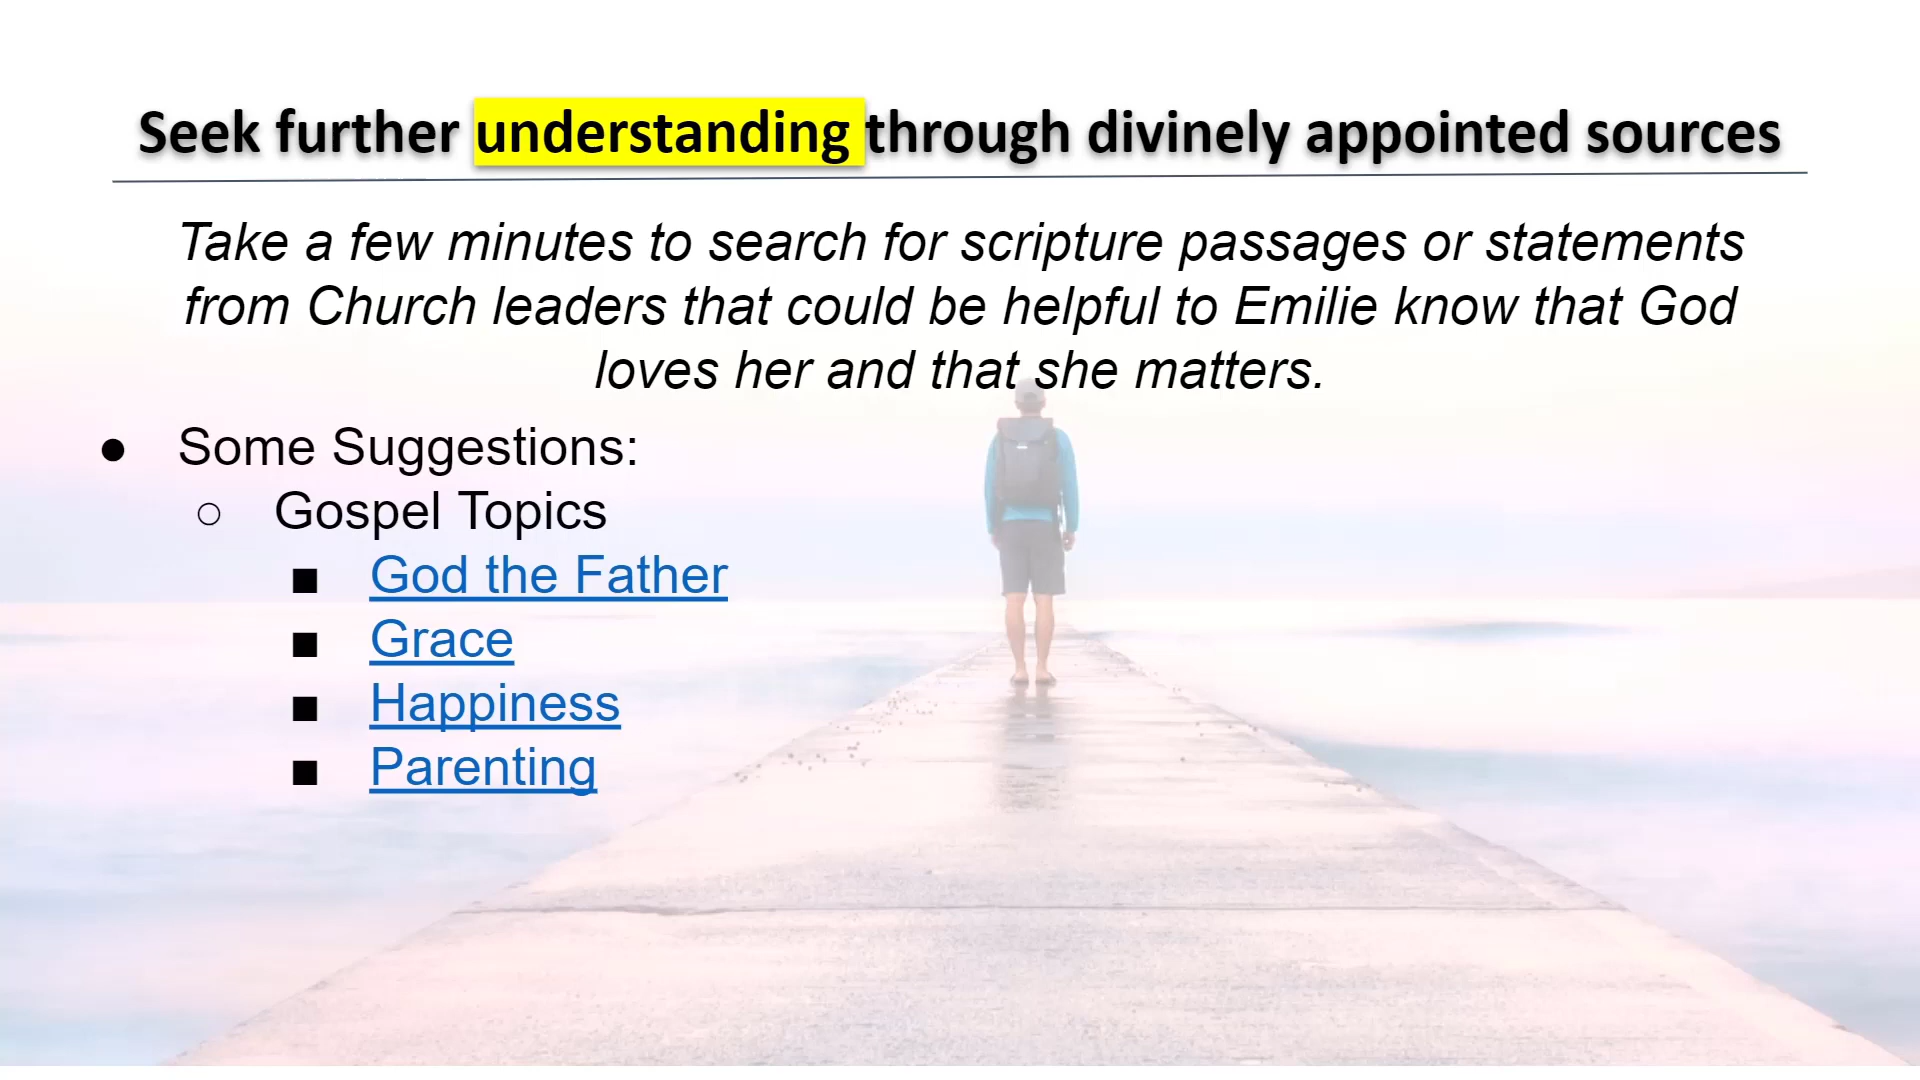 Seek further understanding through divinely appointed sources
Take a few minutes to search for scripture passages or statements
from Church leaders that could be helpful to Emilie know that God
loves her and that she matters.
● Some Suggestions:
○ Gospel Topics
■ God the Father
■ Grace
■ Happiness
■ Parenting